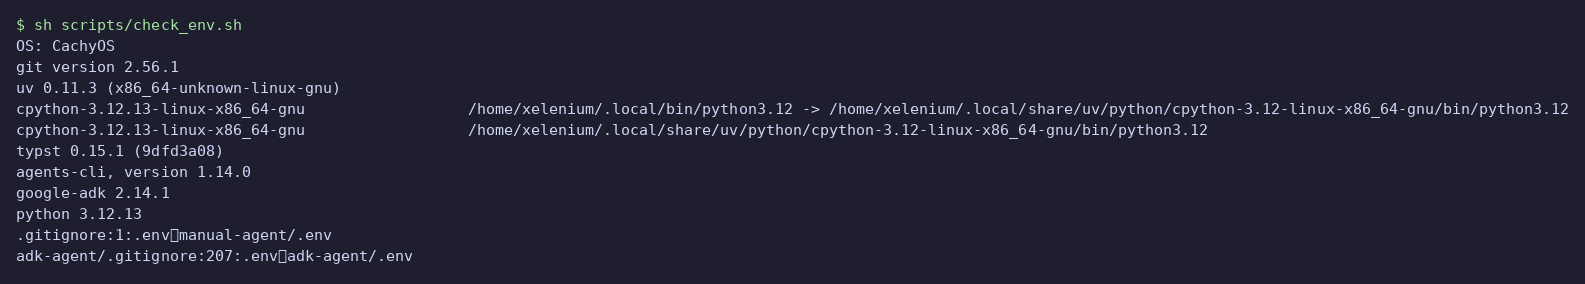 $ sh scripts/check_env.sh
OS: CachyOS
git version 2.56.1
uv 0.11.3 (x86_64-unknown-linux-gnu)
cpython-3.12.13-linux-x86_64-gnu                  /home/xelenium/.local/bin/python3.12 -> /home/xelenium/.local/share/uv/python/cpython-3.12-linux-x86_64-gnu/bin/python3.12
cpython-3.12.13-linux-x86_64-gnu                  /home/xelenium/.local/share/uv/python/cpython-3.12-linux-x86_64-gnu/bin/python3.12
typst 0.15.1 (9dfd3a08)
agents-cli, version 1.14.0
google-adk 2.14.1
python 3.12.13
.gitignore:1:.env▯manual-agent/.env
adk-agent/.gitignore:207:.env▯adk-agent/.env